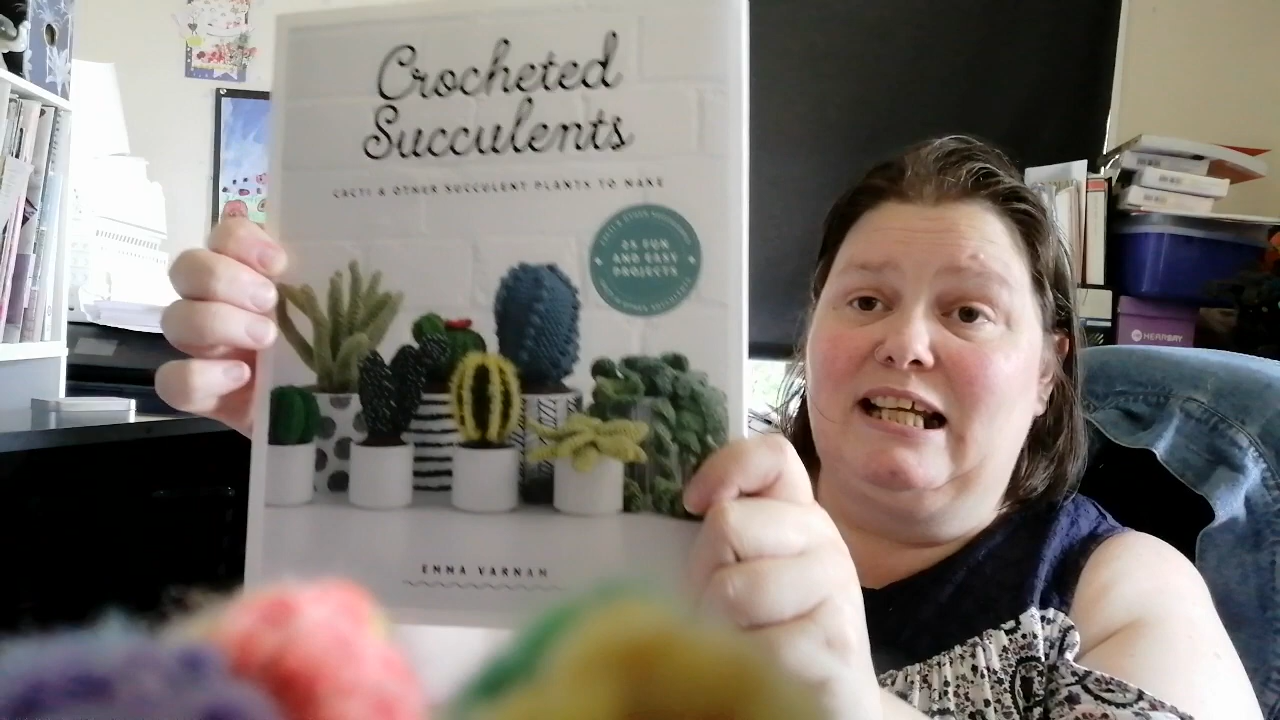 Crocheted
Succulents
CACTI & OTHER SUCCULENT PLANTS TO MAKE
25 FUN
AND EASY
PROJECTS
EMMA VARNAM